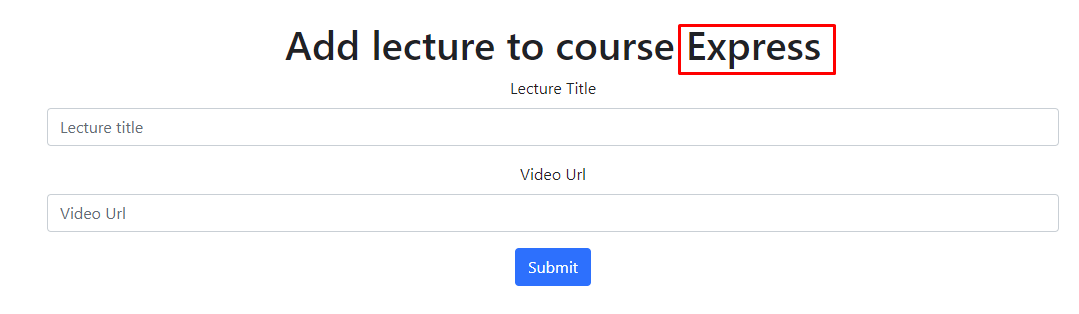 Add lecture to course Express
Lecture Title
Lecture title
Video Url
Video Url
Submit